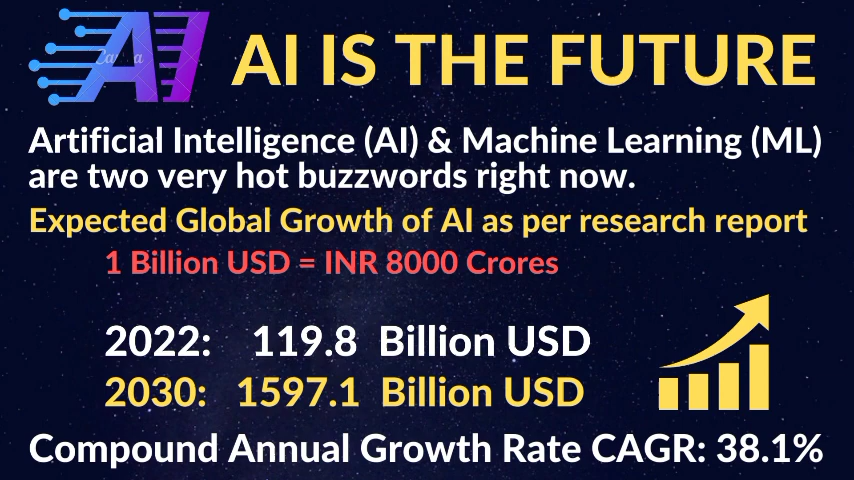 AI AI IS THE FUTURE
Artificial Intelligence (AI) & Machine Learning (ML)
are two very hot buzzwords right now.
Expected Global Growth of AI as per research report
1 Billion USD = INR 8000 Crores
2022: 119.8 Billion USD
2030: 1597.1 Billion USD
Compound Annual Growth Rate CAGR: 38.1%